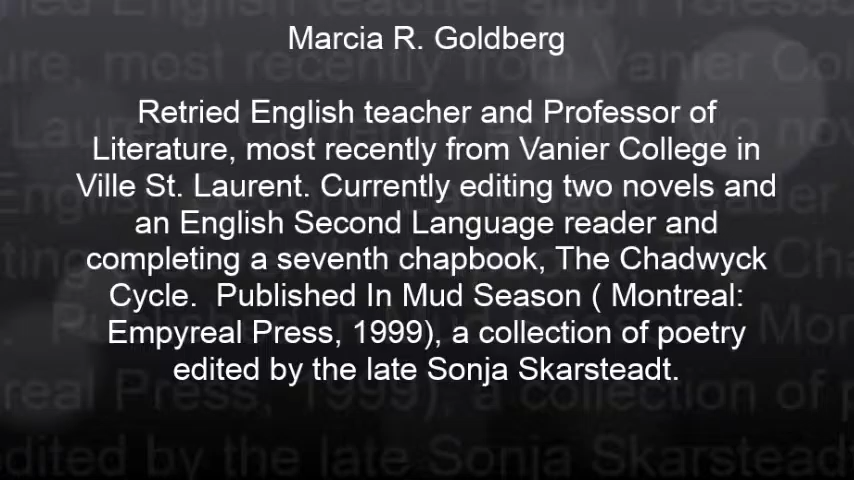 Marcia R. Goldberg
Retried English teacher and Professor of
Literature, most recently from Vanier College in
Ville St. Laurent. Currently editing two novels and
an English Second Language reader and
completing a seventh chapbook, The Chadwyck
Cycle.  Published In Mud Season ( Montreal:
Empyreal Press, 1999), a collection of poetry
edited by the late Sonja Skarsteadt.